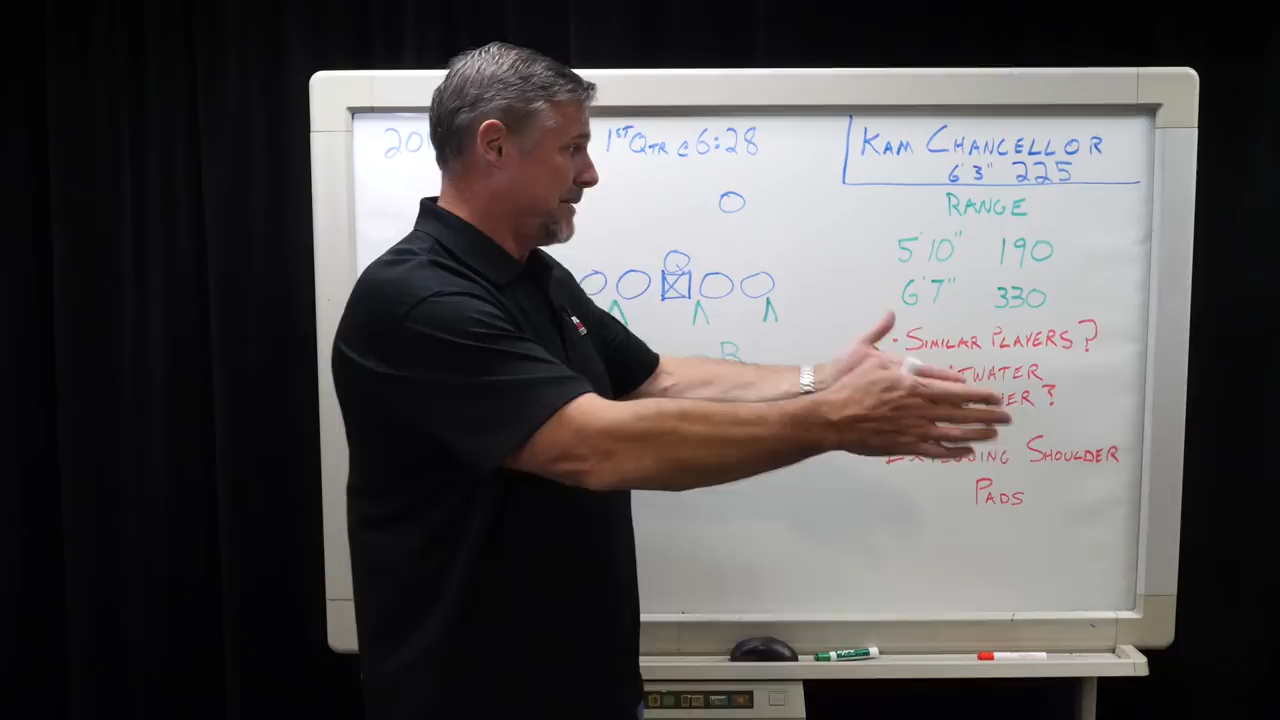 1ST QTR @ 6:28
KAM CHANCELLOR
6'3" 225
RANGE
5'10" 190
6'7" 330
• SIMILAR PLAYERS?
B
SHOULDER
PADS